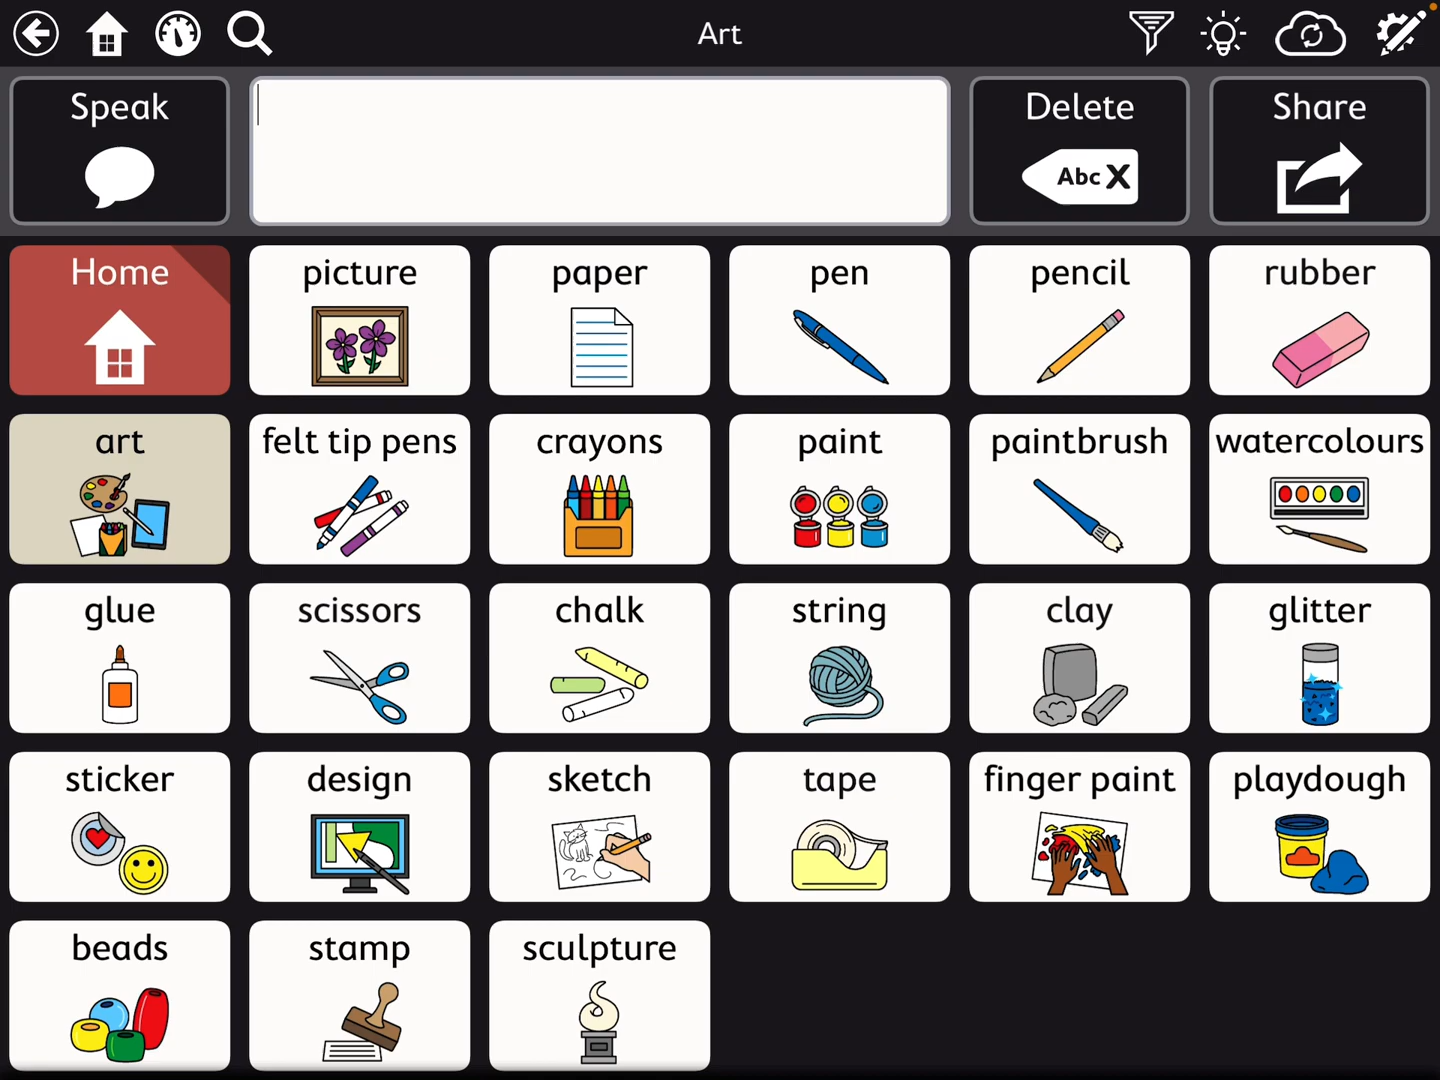 Art
Speak
Delete
Abc X
Share
Home
picture
paper
pen
pencil
rubber
art
felt tip pens
crayons
paint
paintbrush
watercolours
glue
scissors
chalk
string
clay
glitter
sticker
design
sketch
tape
finger paint
playdough
beads
stamp
sculpture